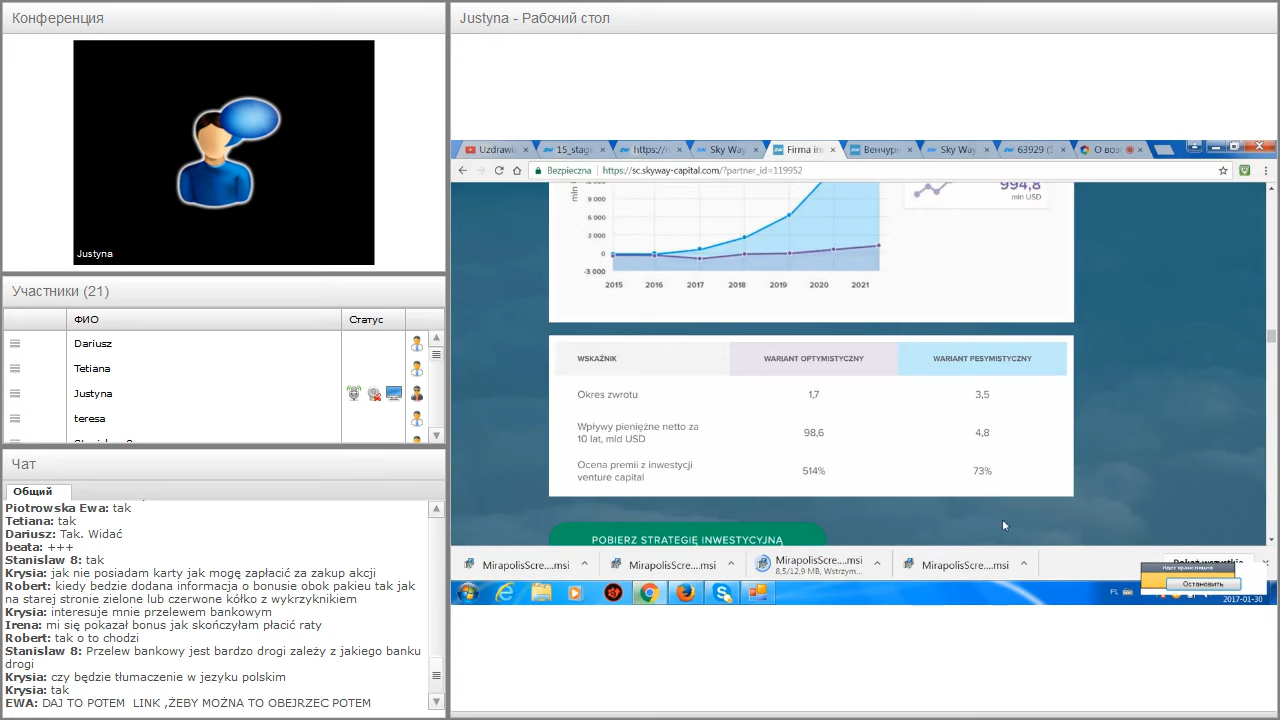 Конференция
Justyna
Участники (21)
ФИО
Статус
Dariusz
Tetiana
Justyna
teresa
Чат
Общий
Piotrowska Ewa: tak
Tetiana: tak
Dariusz: Tak. Widać
beata: +++
Stanislaw 8: tak
Krysia: jak nie posiadam karty jak mogę zapłacić za zakup akcji
Robert: kiedy bedzie dodana informacja o bonusie obok pakieu tak jak
na starej stronie zielone lub czerwone kółko z wykrzyknikiem
Krysia: interesuje mnie przelewem bankowym
Irena: mi się pokazał bonus jak skończyłam płacić raty
Robert: tak o to chodzi
Stanislaw 8: Przelew bankowy jest bardzo drogi zależy z jakiego banku
drogi
Krysia: czy będzie tłumaczenie w jezyku polskim
Krysia: tak
EWA: DAJ TO POTEM LINK ,ŻEBY MOŻNA TO OBEJRZEC POTEM
Justyna - Рабочий стол
Uzdrawia
15_stage
https://r
Sky Way
Firma in
Венчурн
Sky Way
63929 (1
О воз
Bezpieczna
https://sc.skyway-capital.com/?partner_id=119952
mln
9 000
6 000
3 000
0
-3 000
2015
2016
2017
2018
2019
2020
2021
994,8
mln USD
WSKAŹNIK
WARIANT OPTYMISTYCZNY
WARIANT PESYMISTYCZNY
Okres zwrotu
1,7
3,5
Wpływy pieniężne netto za
10 lat, mld USD
98,6
4,8
Ocena premii z inwestycji
venture capital
514%
73%
POBIERZ STRATEGIĘ INWESTYCYJNĄ
MirapolisScre....msi
MirapolisScre....msi
MirapolisScre....msi
8,5/12,9 MB, Wstrzym...
MirapolisScre....msi
Идет трансляция
Остановить
PL
2017-01-30